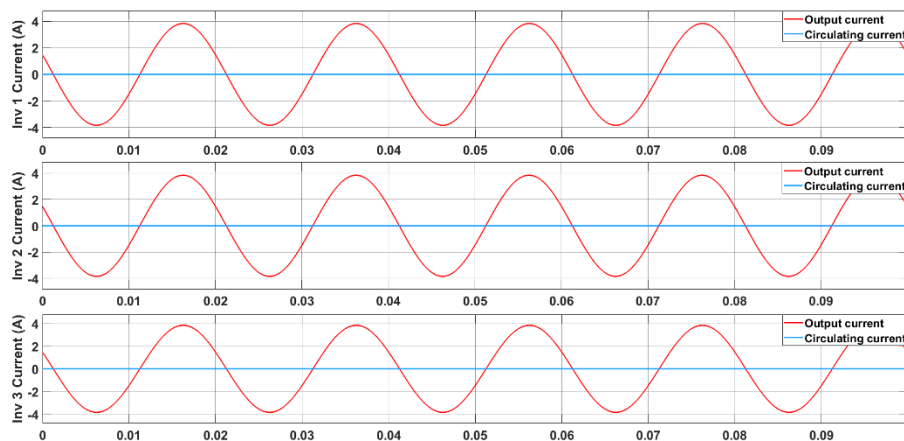 Output current
Circulating current
Inv 1 Current (A)
4
2
0
-2
-4
0 0.01 0.02 0.03 0.04 0.05 0.06 0.07 0.08 0.09
Output current
Circulating current
Inv 2 Current (A)
4
2
0
-2
-4
0 0.01 0.02 0.03 0.04 0.05 0.06 0.07 0.08 0.09
Output current
Circulating current
Inv 3 Current (A)
4
2
0
-2
-4
0 0.01 0.02 0.03 0.04 0.05 0.06 0.07 0.08 0.09